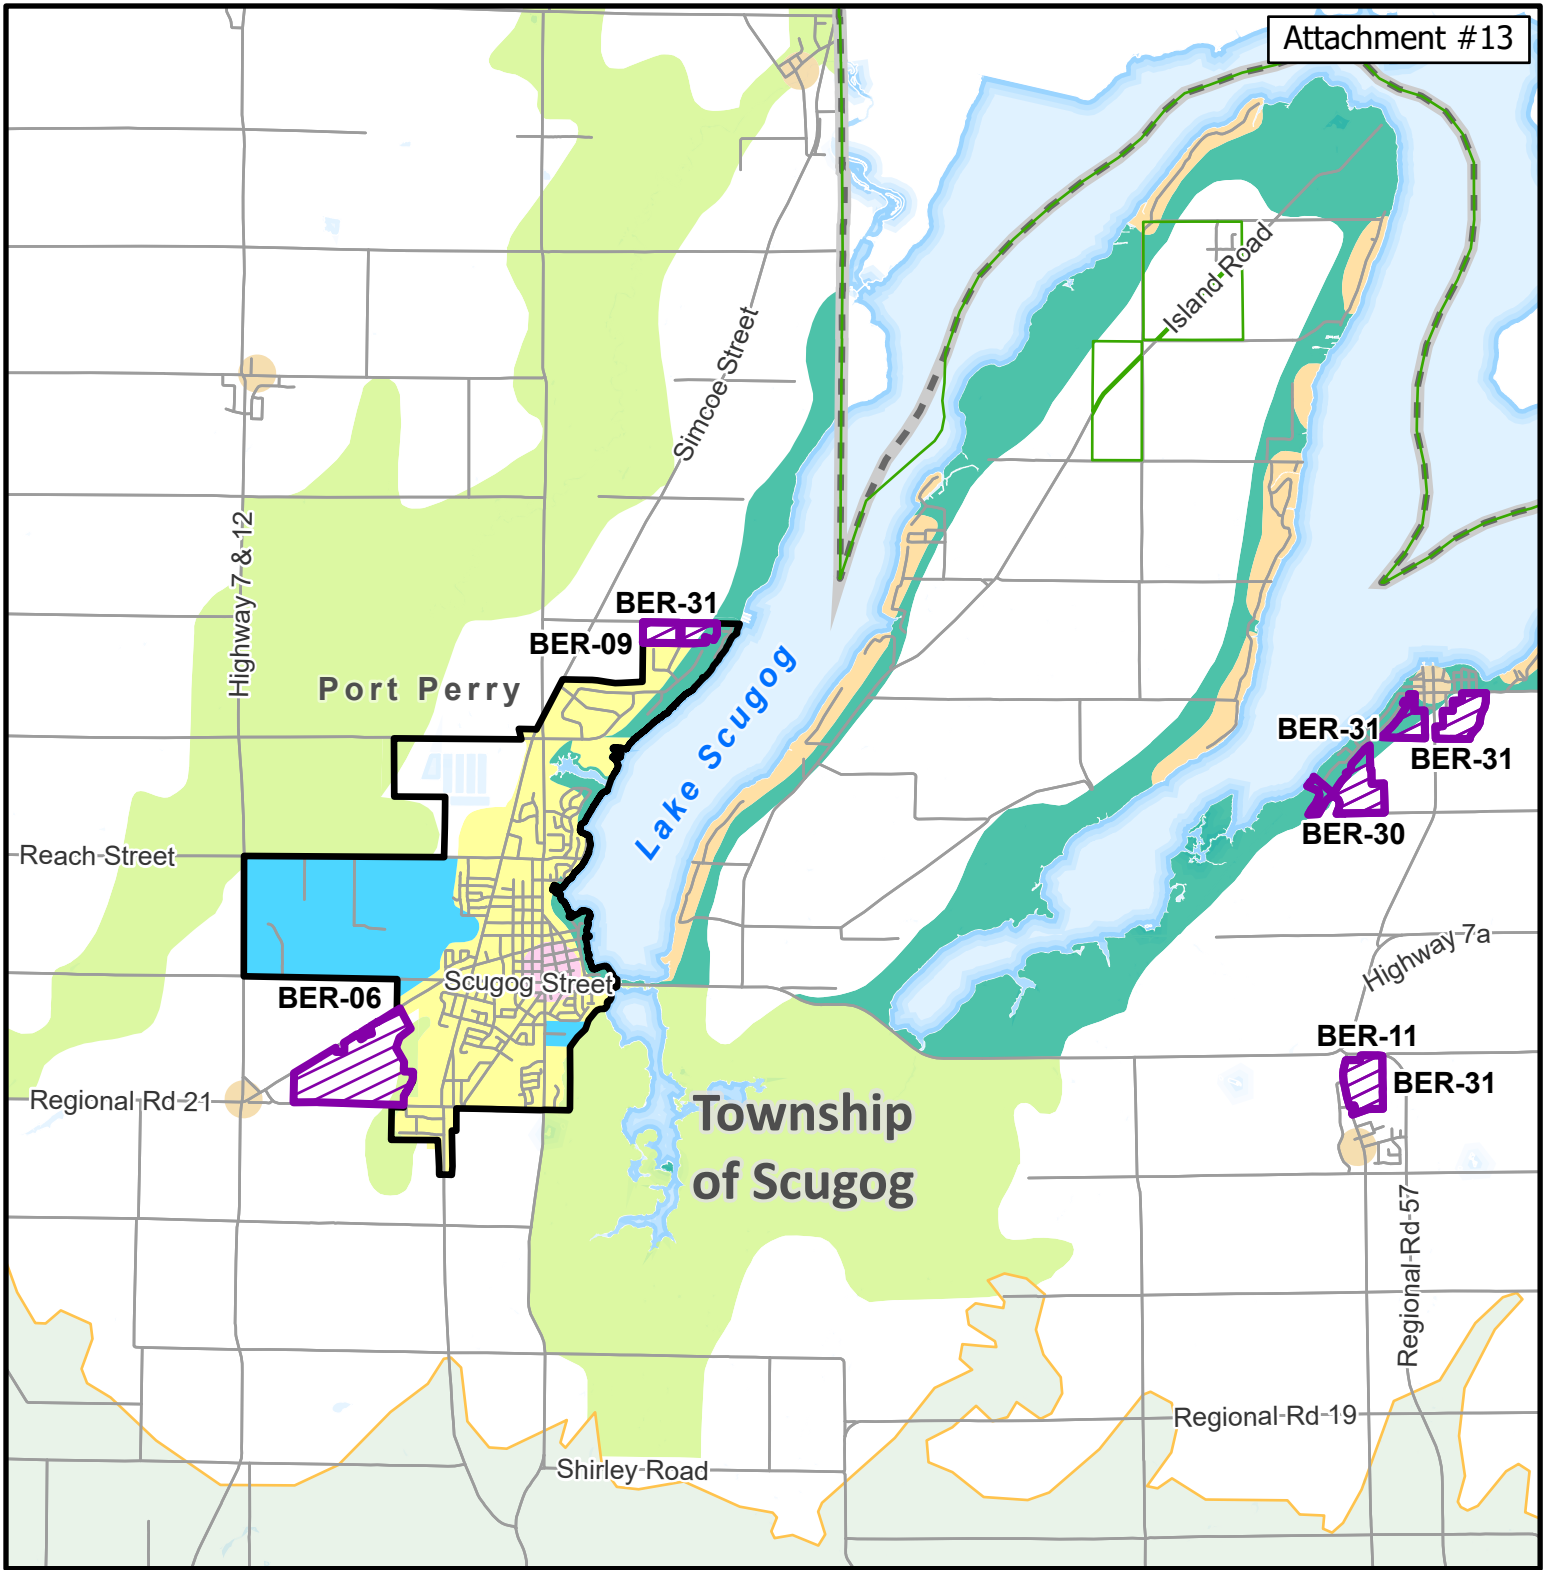 Attachment #13
Island Road
Simcoe Street
Highway 7 & 12
BER-31
BER-09
Port Perry
Lake Scugog
BER-31
BER-31
BER-30
Reach Street
Highway 7a
Scugog Street
BER-06
BER-11
BER-31
Regional Rd 21
Township
of Scugog
Regional Rd 57
Regional Rd 19
Shirley Road